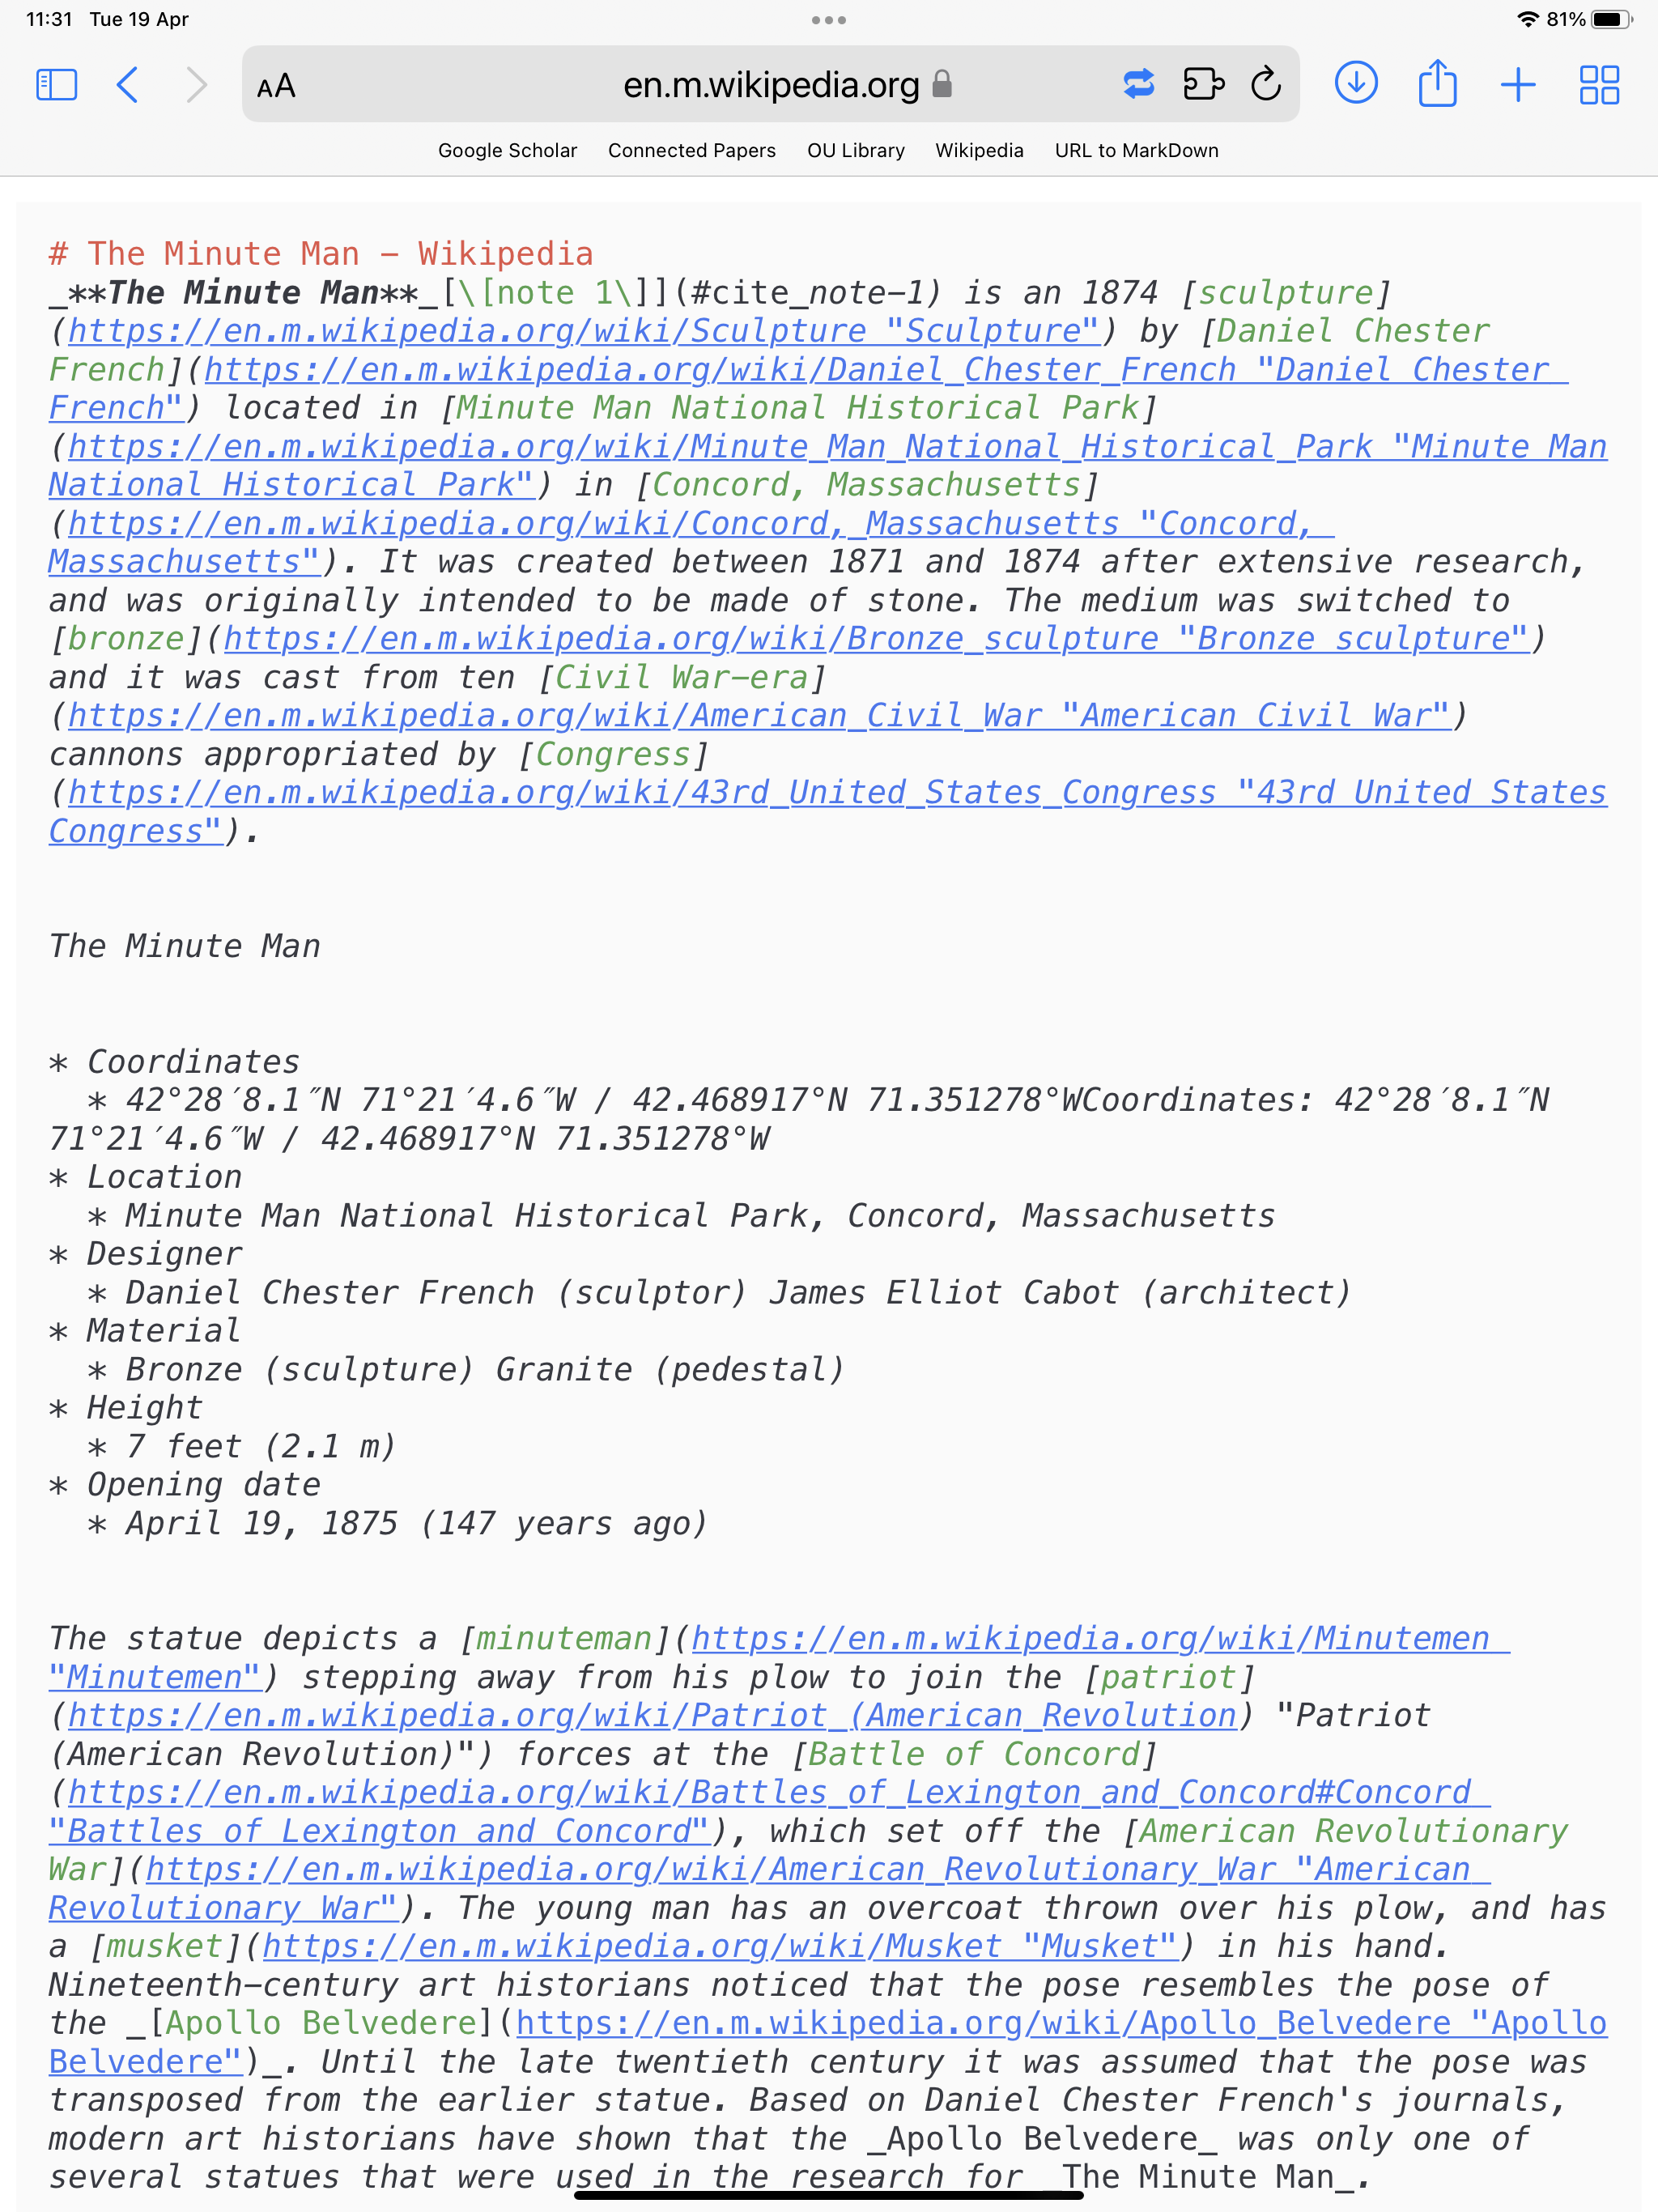 11:31 Tue 19 Apr
81%
AA
en.m.wikipedia.org
Google Scholar Connected Papers OU Library Wikipedia URL to MarkDown
# The Minute Man – Wikipedia
_**The Minute Man**_[\[note 1\]](#cite_note-1) is an 1874 [sculpture]
(https://en.m.wikipedia.org/wiki/Sculpture "Sculpture") by [Daniel Chester
French](https://en.m.wikipedia.org/wiki/Daniel_Chester_French "Daniel Chester
French") located in [Minute Man National Historical Park]
(https://en.m.wikipedia.org/wiki/Minute_Man_National_Historical_Park "Minute Man
National Historical Park") in [Concord, Massachusetts]
(https://en.m.wikipedia.org/wiki/Concord,_Massachusetts "Concord,
Massachusetts"). It was created between 1871 and 1874 after extensive research,
and was originally intended to be made of stone. The medium was switched to
[bronze](https://en.m.wikipedia.org/wiki/Bronze_sculpture "Bronze sculpture")
and it was cast from ten [Civil War-era]
(https://en.m.wikipedia.org/wiki/American_Civil_War "American Civil War")
cannons appropriated by [Congress]
(https://en.m.wikipedia.org/wiki/43rd_United_States_Congress "43rd United States
Congress").
The Minute Man
* Coordinates
* 42°28′8.1″N 71°21′4.6″W / 42.468917°N 71.351278°WCoordinates: 42°28′8.1″N
71°21′4.6″W / 42.468917°N 71.351278°W
* Location
* Minute Man National Historical Park, Concord, Massachusetts
* Designer
* Daniel Chester French (sculptor) James Elliot Cabot (architect)
* Material
* Bronze (sculpture) Granite (pedestal)
* Height
* 7 feet (2.1 m)
* Opening date
* April 19, 1875 (147 years ago)
The statue depicts a [minuteman](https://en.m.wikipedia.org/wiki/Minutemen
"Minutemen") stepping away from his plow to join the [patriot]
(https://en.m.wikipedia.org/wiki/Patriot_(American_Revolution) "Patriot
(American Revolution)") forces at the [Battle of Concord]
(https://en.m.wikipedia.org/wiki/Battles_of_Lexington_and_Concord#Concord
"Battles of Lexington and Concord"), which set off the [American Revolutionary
War](https://en.m.wikipedia.org/wiki/American_Revolutionary_War "American
Revolutionary War"). The young man has an overcoat thrown over his plow, and has
a [musket](https://en.m.wikipedia.org/wiki/Musket "Musket") in his hand.
Nineteenth-century art historians noticed that the pose resembles the pose of
the _[Apollo Belvedere](https://en.m.wikipedia.org/wiki/Apollo_Belvedere "Apollo
Belvedere")_. Until the late twentieth century it was assumed that the pose was
transposed from the earlier statue. Based on Daniel Chester French's journals,
modern art historians have shown that the _Apollo Belvedere_ was only one of
several statues that were used in the research for _The Minute Man_.